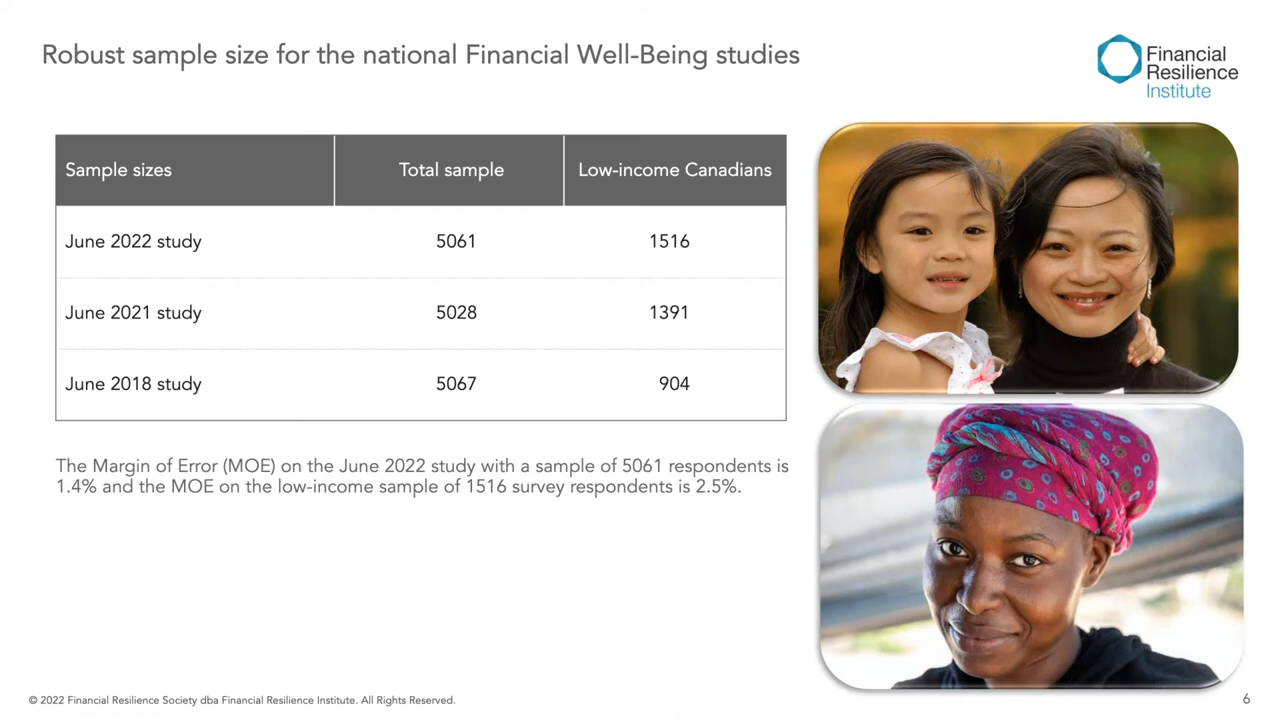 Robust sample size for the national Financial Well-Being studies
Financial
Resilience
Institute
Sample sizes Total sample Low-income Canadians
June 2022 study 5061 1516
June 2021 study 5028 1391
June 2018 study 5067 904
The Margin of Error (MOE) on the June 2022 study with a sample of 5061 respondents is
1.4% and the MOE on the low-income sample of 1516 survey respondents is 2.5%.
© 2022 Financial Resilience Society dba Financial Resilience Institute. All Rights Reserved.
6